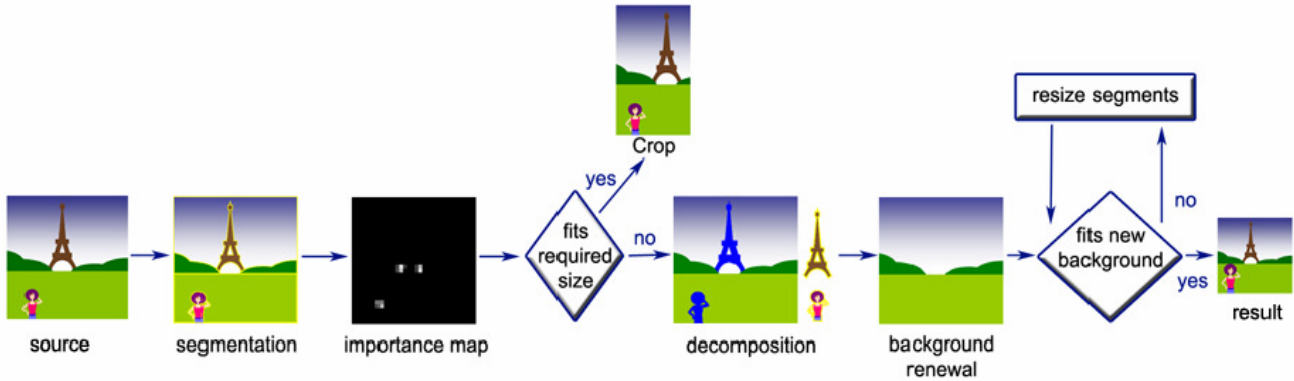 source
segmentation
importance map
fits
required
size
yes
Crop
no
decomposition
background
renewal
resize segments
fits new
background
no
yes
result